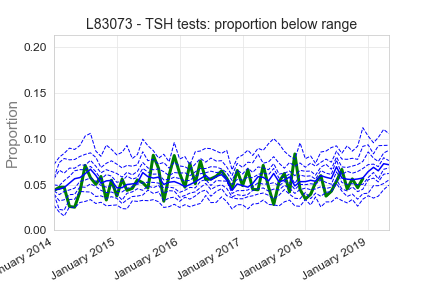 L83073 - TSH tests: proportion below range
0.20
0.15
0.10
0.05
0.00
Proportion
nuary 2014
January 2015
January 2016
January 2017
January 2018
January 2019